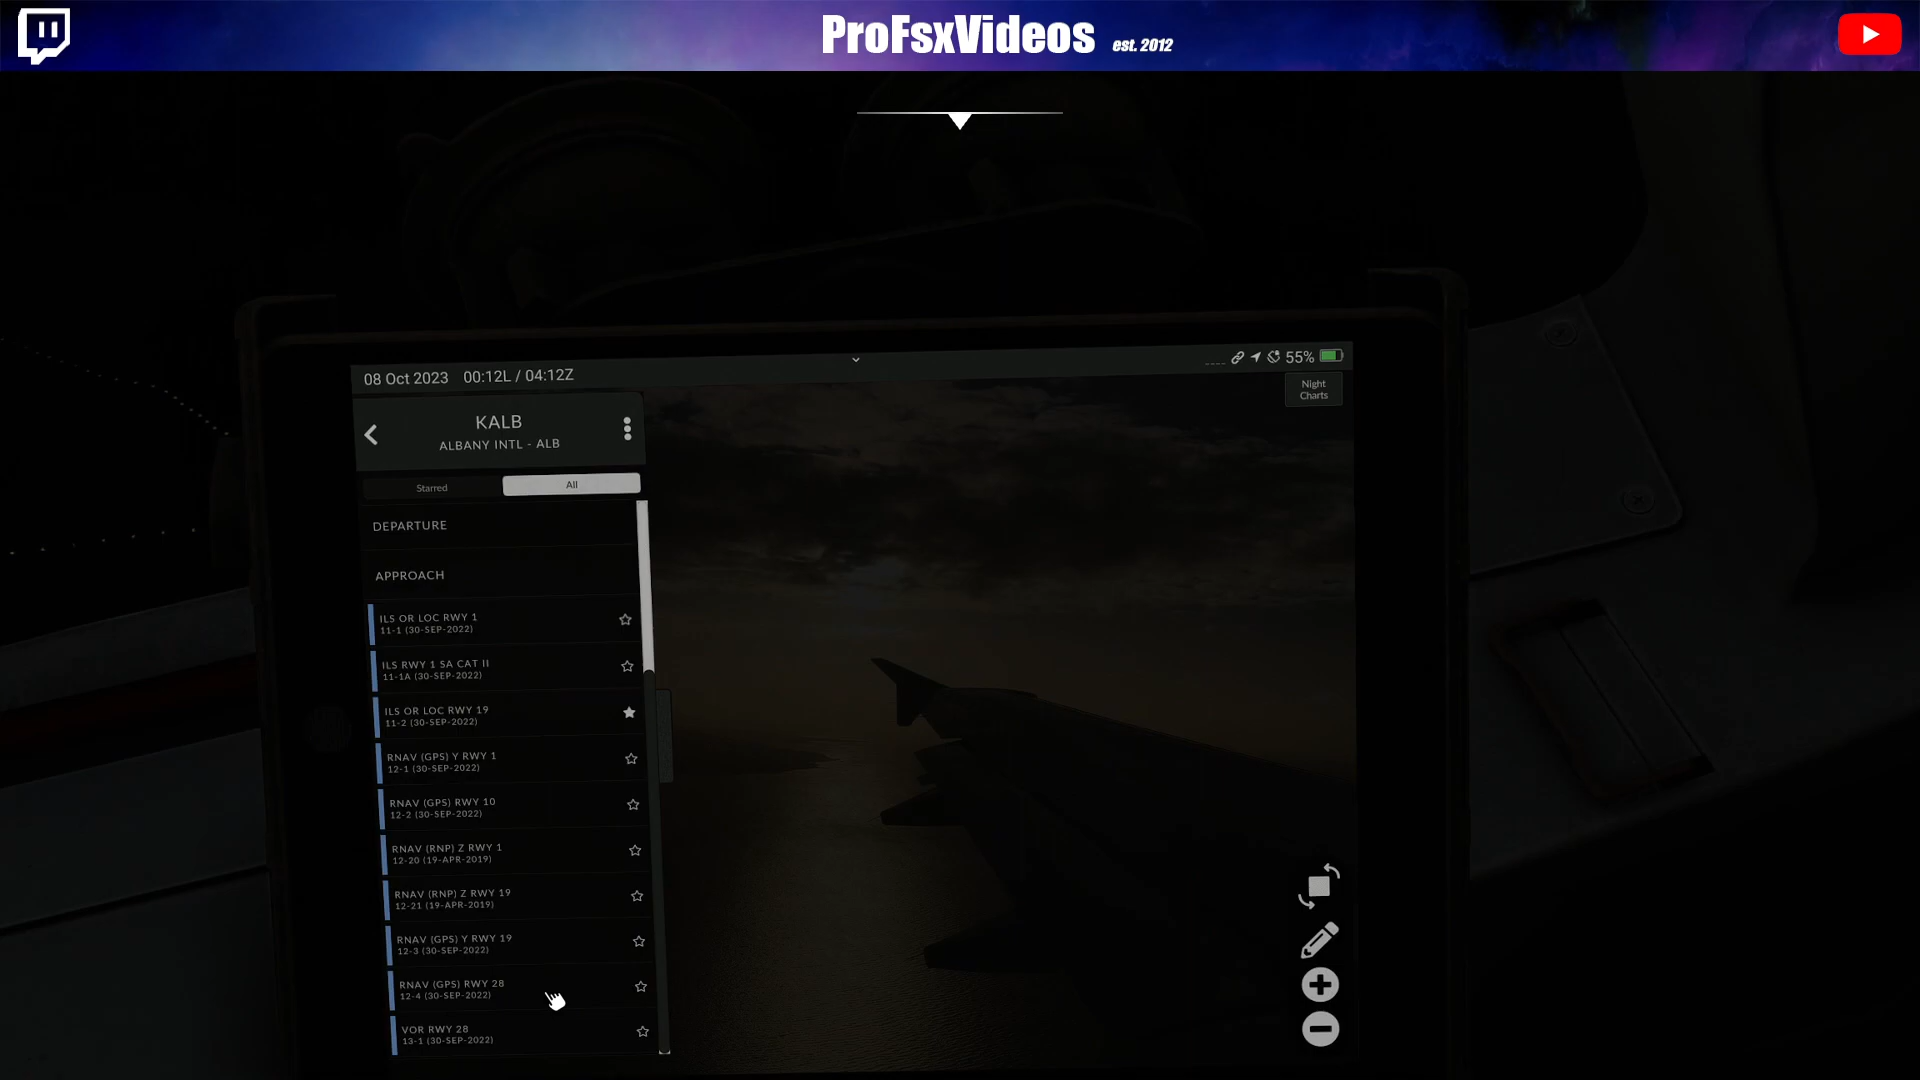 ProFsxVideos est. 2012
08 Oct 2023 00:12L / 04:12Z
55%
Night
Charts
KALB
ALBANY INTL - ALB
Starred
All
DEPARTURE
APPROACH
ILS OR LOC RWY 1
11-1 (30-SEP-2022)
ILS RWY 1 SA CAT II
11-1A (30-SEP-2022)
ILS OR LOC RWY 19
11-2 (30-SEP-2022)
RNAV (GPS) Y RWY 1
12-1 (30-SEP-2022)
RNAV (GPS) RWY 10
12-2 (30-SEP-2022)
RNAV (RNP) Z RWY 1
12-20 (19-APR-2019)
RNAV (RNP) Z RWY 19
12-21 (19-APR-2019)
RNAV (GPS) Y RWY 19
12-3 (30-SEP-2022)
RNAV (GPS) RWY 28
12-4 (30-SEP-2022)
VOR RWY 28
13-1 (30-SEP-2022)